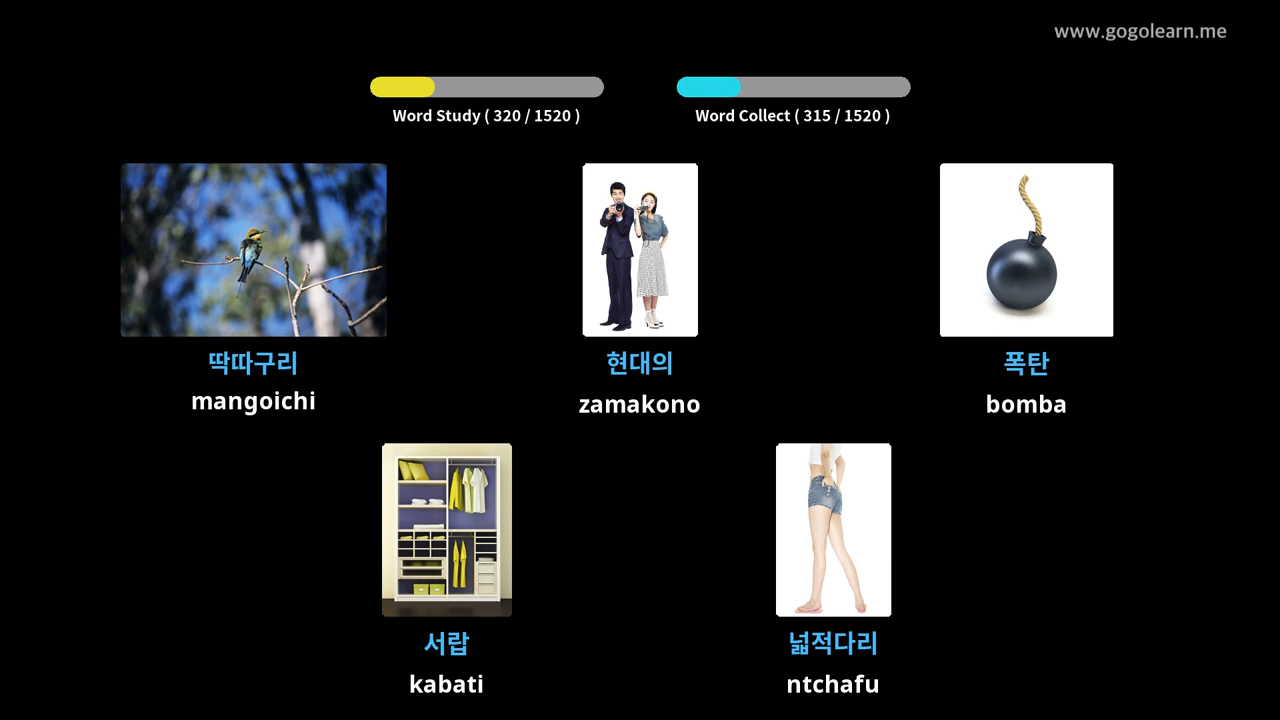 www.gogolearn.me
Word Study ( 320 / 1520 )
Word Collect ( 315 / 1520 )
딱따구리
mangoichi
현대의
zamakono
폭탄
bomba
서랍
kabati
넓적다리
ntchafu